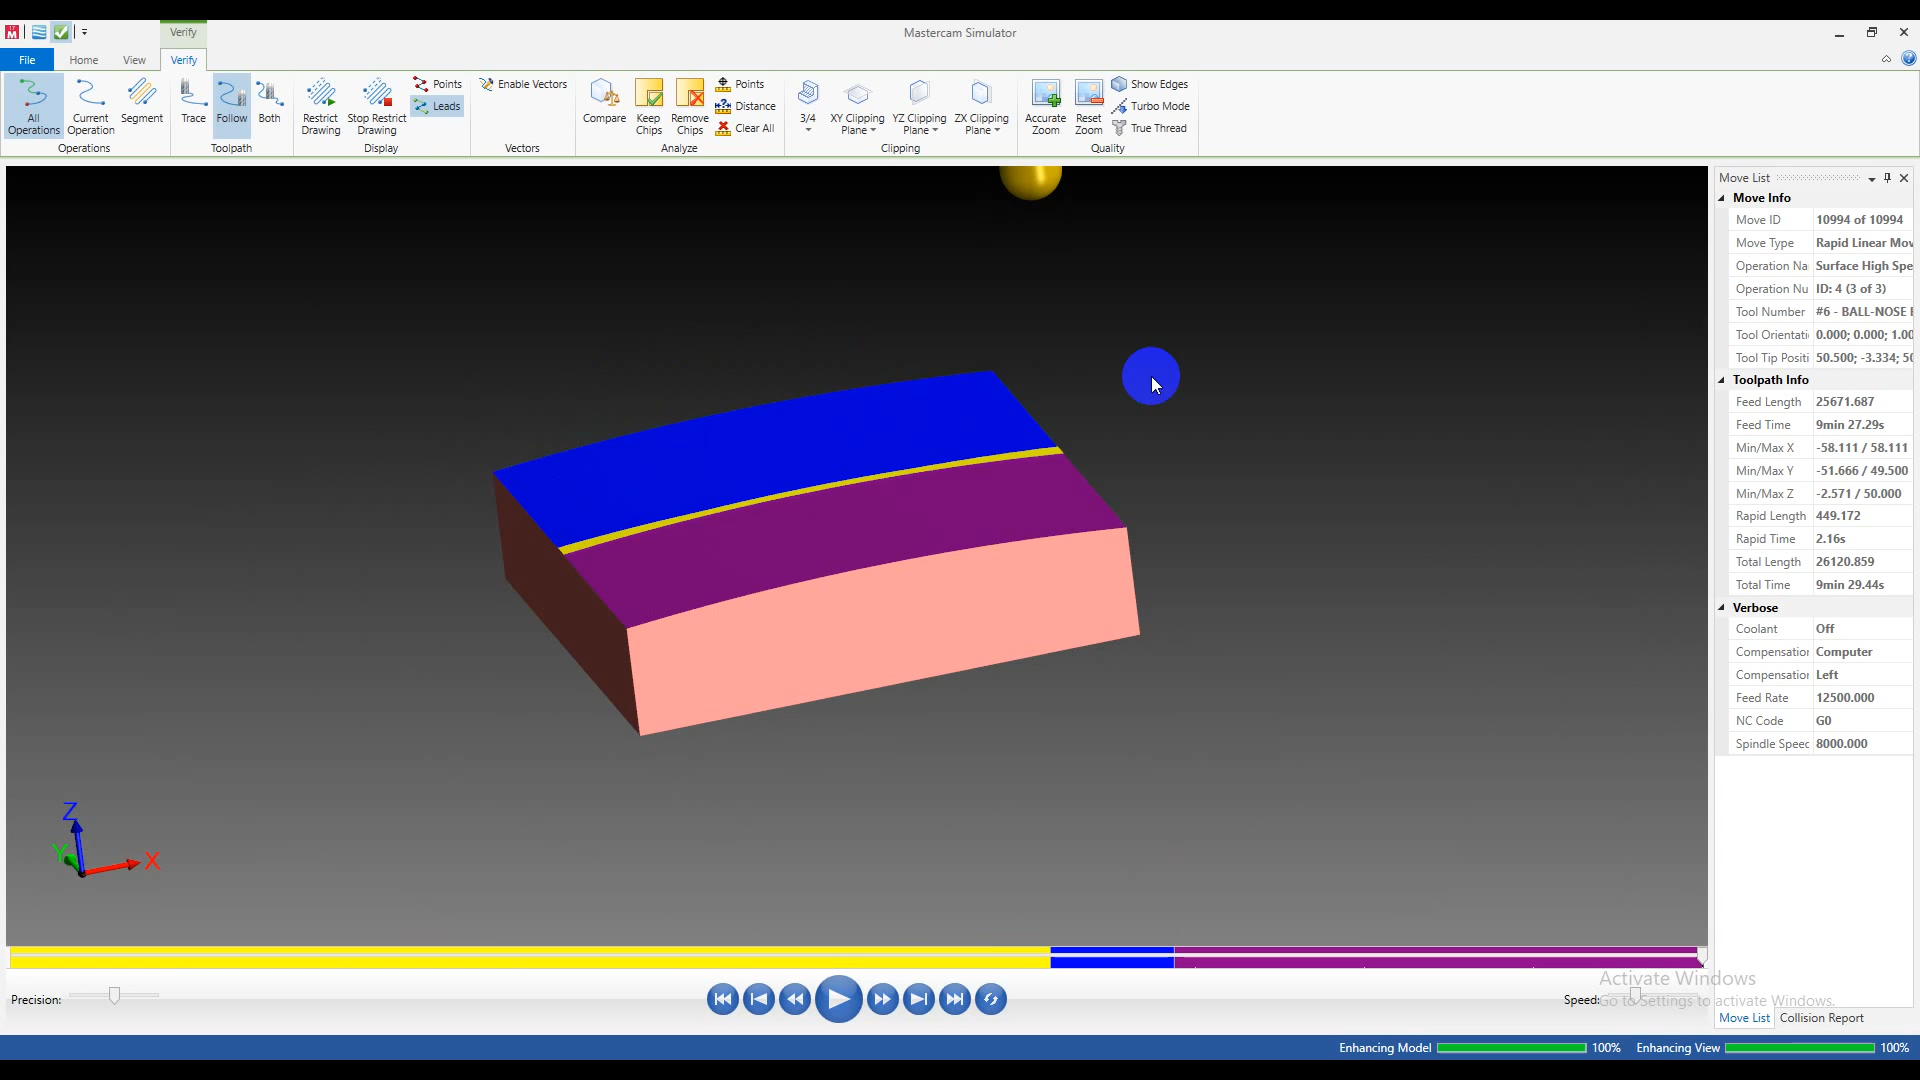 Verify
Mastercam Simulator
File
Home
View
Verify
All Operations
Current Operation
Segment
Operations
Trace
Follow
Both
Toolpath
Restrict Drawing
Stop Restrict Drawing
Points
Leads
Display
Enable Vectors
Vectors
Compare
Keep Chips
Remove Chips
Points
Distance
Clear All
Analyze
3/4
XY Clipping Plane
YZ Clipping Plane
ZX Clipping Plane
Clipping
Accurate Zoom
Reset Zoom
Show Edges
Turbo Mode
True Thread
Quality
Move List
Move Info
Move ID 10994 of 10994
Move Type Rapid Linear Mov
Operation Na Surface High Spe
Operation Nu ID: 4 (3 of 3)
Tool Number #6 - BALL-NOSE E
Tool Orientati 0.000; 0.000; 1.00
Tool Tip Positi 50.500; -3.334; 50
Toolpath Info
Feed Length 25671.687
Feed Time 9min 27.29s
Min/Max X -58.111 / 58.111
Min/Max Y -51.666 / 49.500
Min/Max Z -2.571 / 50.000
Rapid Length 449.172
Rapid Time 2.16s
Total Length 26120.859
Total Time 9min 29.44s
Verbose
Coolant Off
Compensation Computer
Compensation Left
Feed Rate 12500.000
NC Code G0
Spindle Speed 8000.000
Z
Y
X
Precision:
Speed:
Activate Windows
Go to Settings to activate Windows.
Move List
Collision Report
Enhancing Model 100%
Enhancing View 100%